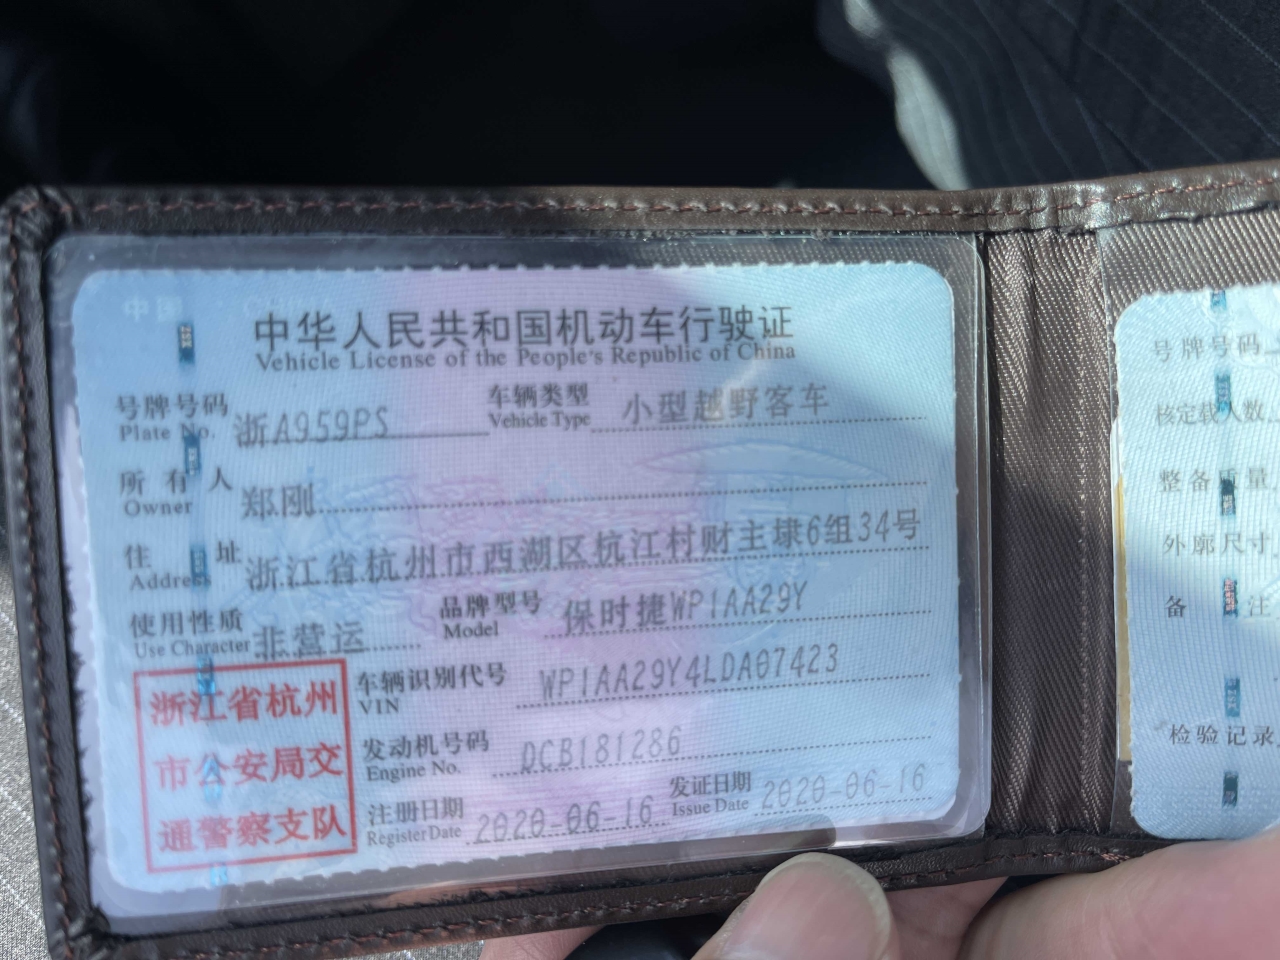 中华人民共和国机动车行驶证
Vehicle License of the People's Republic of China
号牌号码 浙A959PS 车辆类型 小型越野客车
Plate No. Vehicle Type
所有人 郑刚
Owner
住址 浙江省杭州市西湖区杭江村财主埭6组34号
Address
使用性质 非营运 品牌型号 保时捷WP1AA29Y
Use Character Model
车辆识别代号 WP1AA29Y4LDA07423
VIN
发动机号码 DCB181286
Engine No.
注册日期 2020-06-16 发证日期 2020-06-16
Register Date Issue Date
浙江省杭州
市公安局交
通警察支队
号牌号码
核定载人数
整备质量
外廓尺寸
备注
检验记录